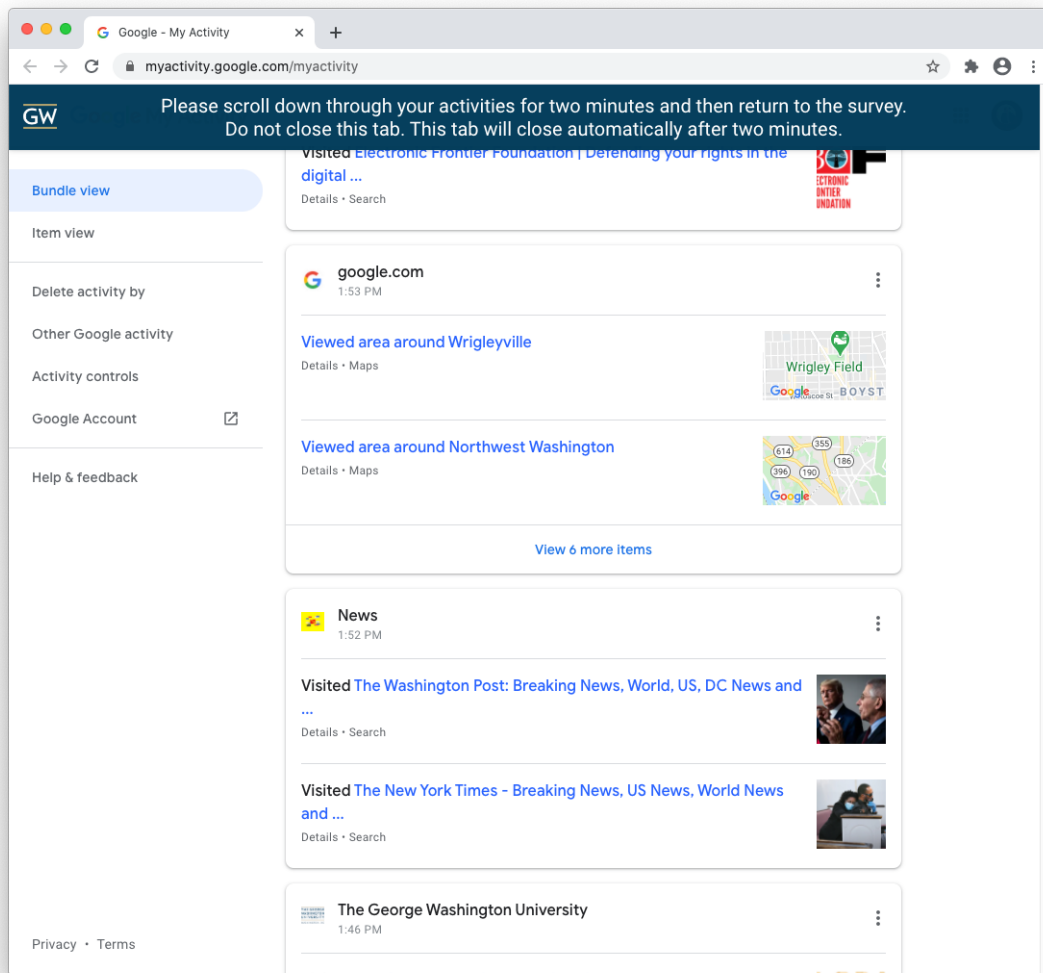 Google - My Activity
myactivity.google.com/myactivity
GW
Please scroll down through your activities for two minutes and then return to the survey.
Do not close this tab. This tab will close automatically after two minutes.
Bundle view
Item view
Delete activity by
Other Google activity
Activity controls
Google Account
Help & feedback
Privacy • Terms
Visited Electronic Frontier Foundation | Defending your rights in the
digital ...
Details • Search
ECTRONIC
ONTIER
UNDATION
google.com
1:53 PM
Viewed area around Wrigleyville
Details • Maps
Wrigley Field
Google
BOYST
Viewed area around Northwest Washington
Details • Maps
614
355
186
396
190
Google
View 6 more items
News
1:52 PM
Visited The Washington Post: Breaking News, World, US, DC News and
...
Details • Search
Visited The New York Times - Breaking News, US News, World News
and ...
Details • Search
The George Washington University
1:46 PM